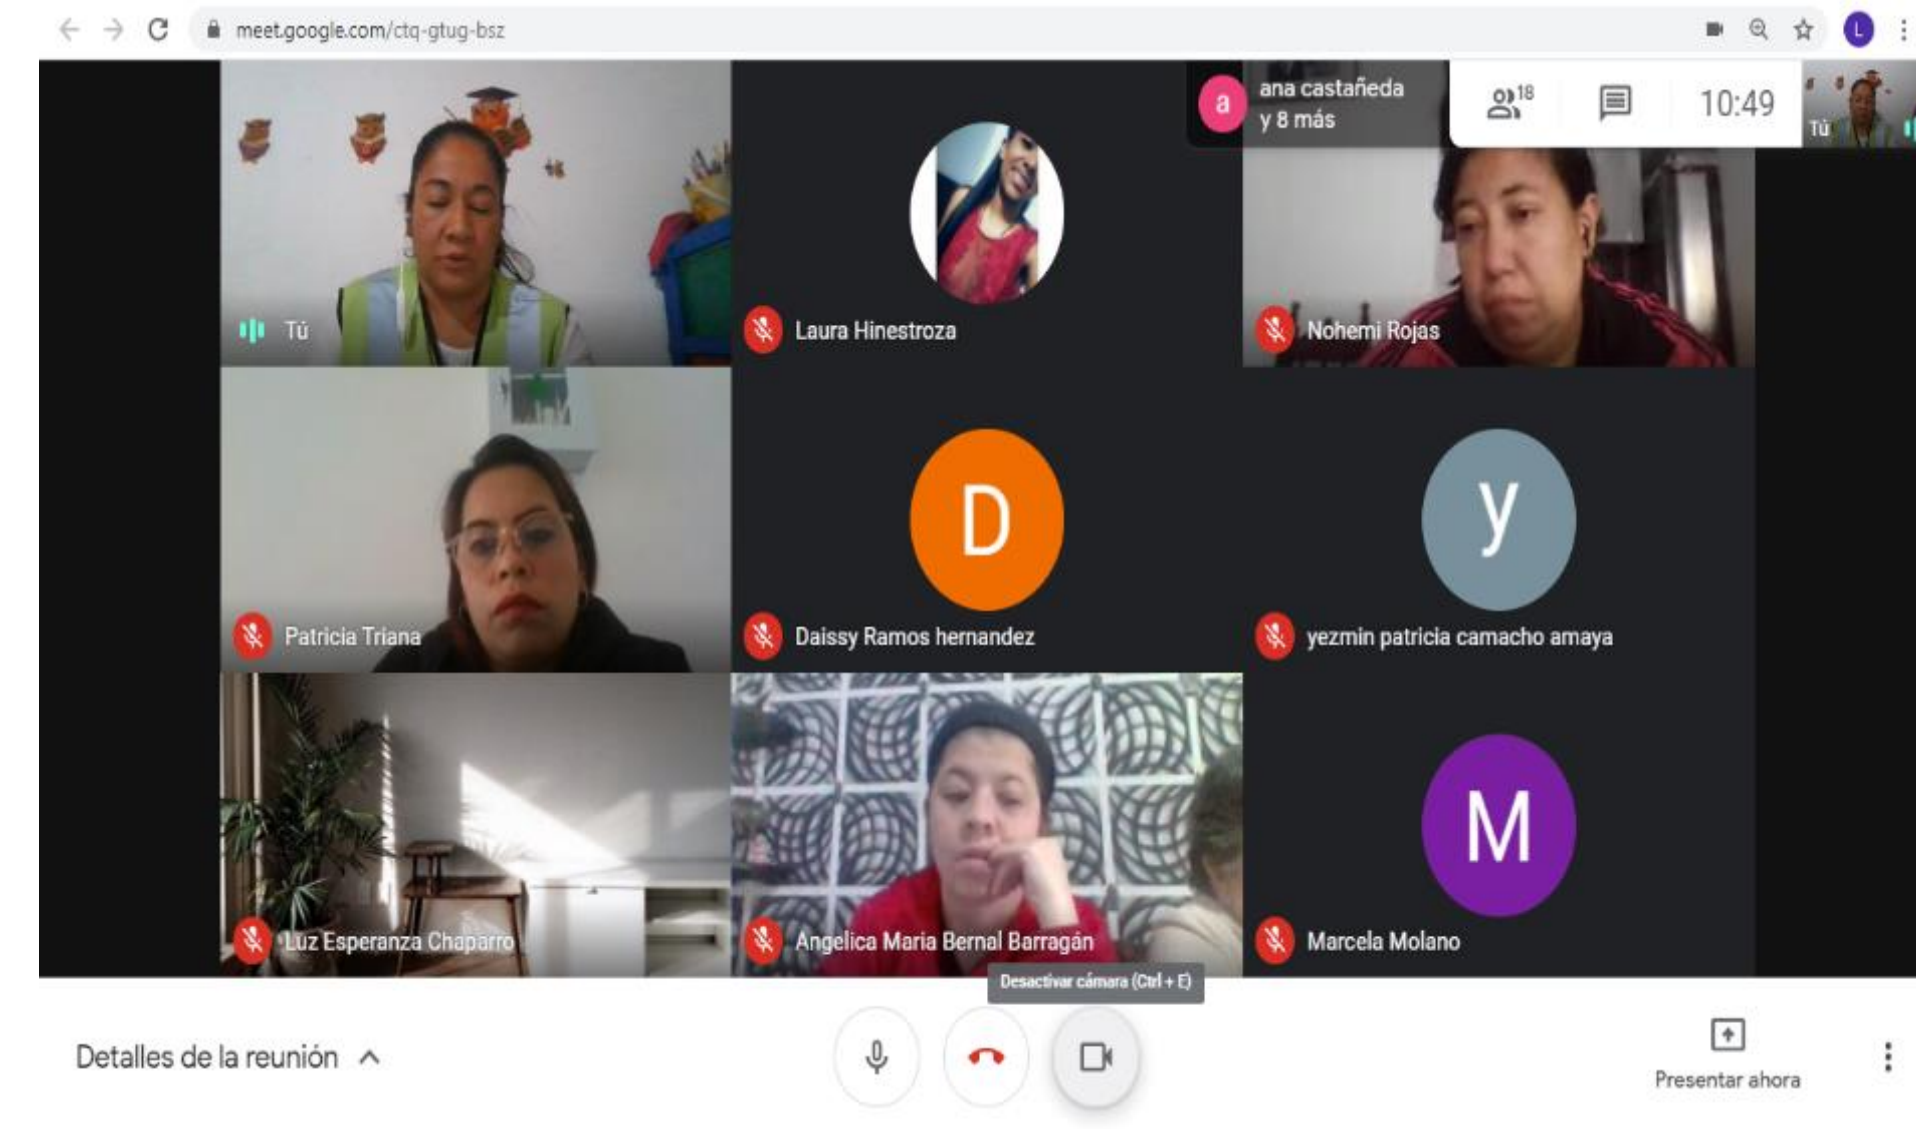 meet.google.com/ctq-gtug-bsz
L
a
ana castañeda
y 8 más
18
10:49
Tú
Tú
Laura Hinestroza
Nohemi Rojas
Patricia Triana
D
Daissy Ramos hernandez
y
yezmin patricia camacho amaya
Luz Esperanza Chaparro
Angelica Maria Bernal Barragán
M
Marcela Molano
Desactivar cámara (Ctrl + E)
Detalles de la reunión
Presentar ahora